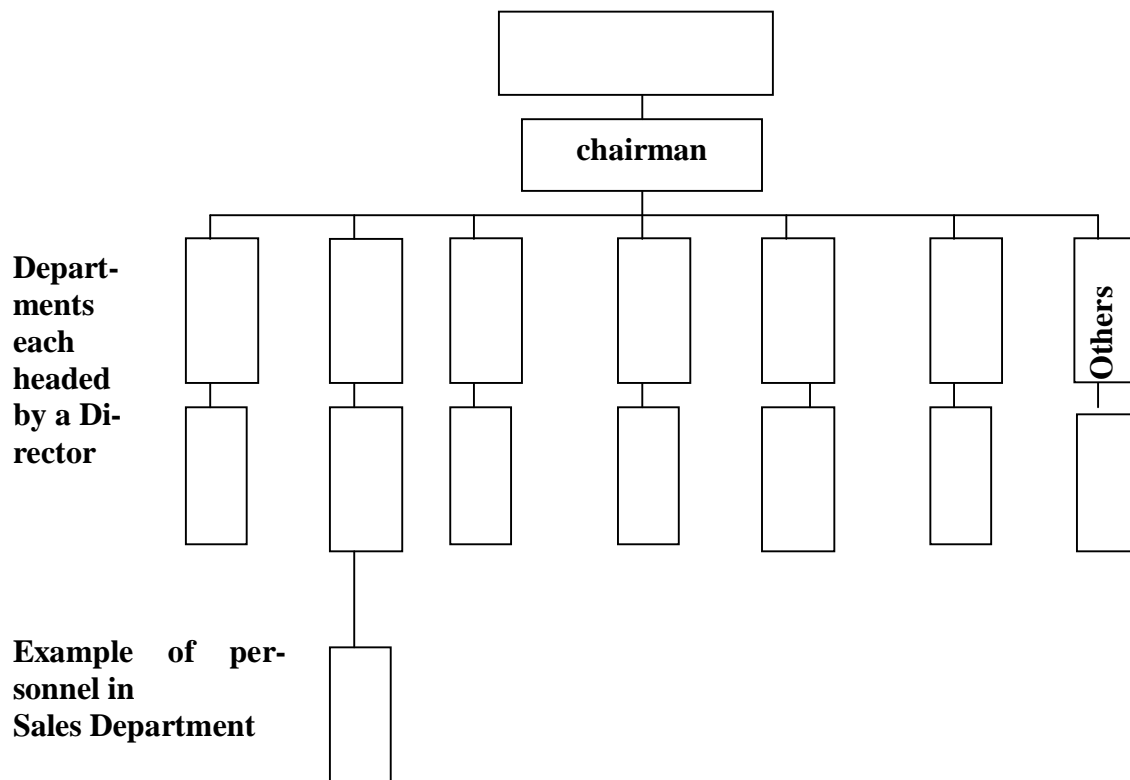 chairman
Depart-
ments
each
headed
by a Di-
rector
Others
Example of per-
sonnel in
Sales Department